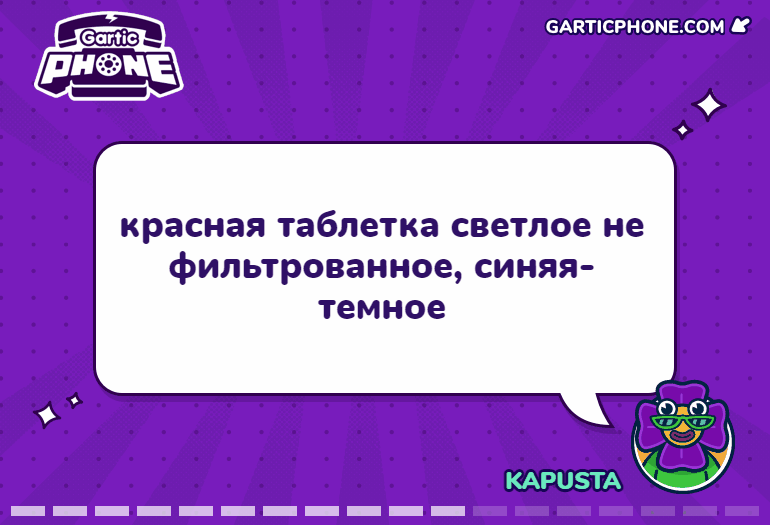 Gartic
PHONE
GARTICPHONE.COM
красная таблетка светлое не
фильтрованное, синяя-
темное
KAPUSTA